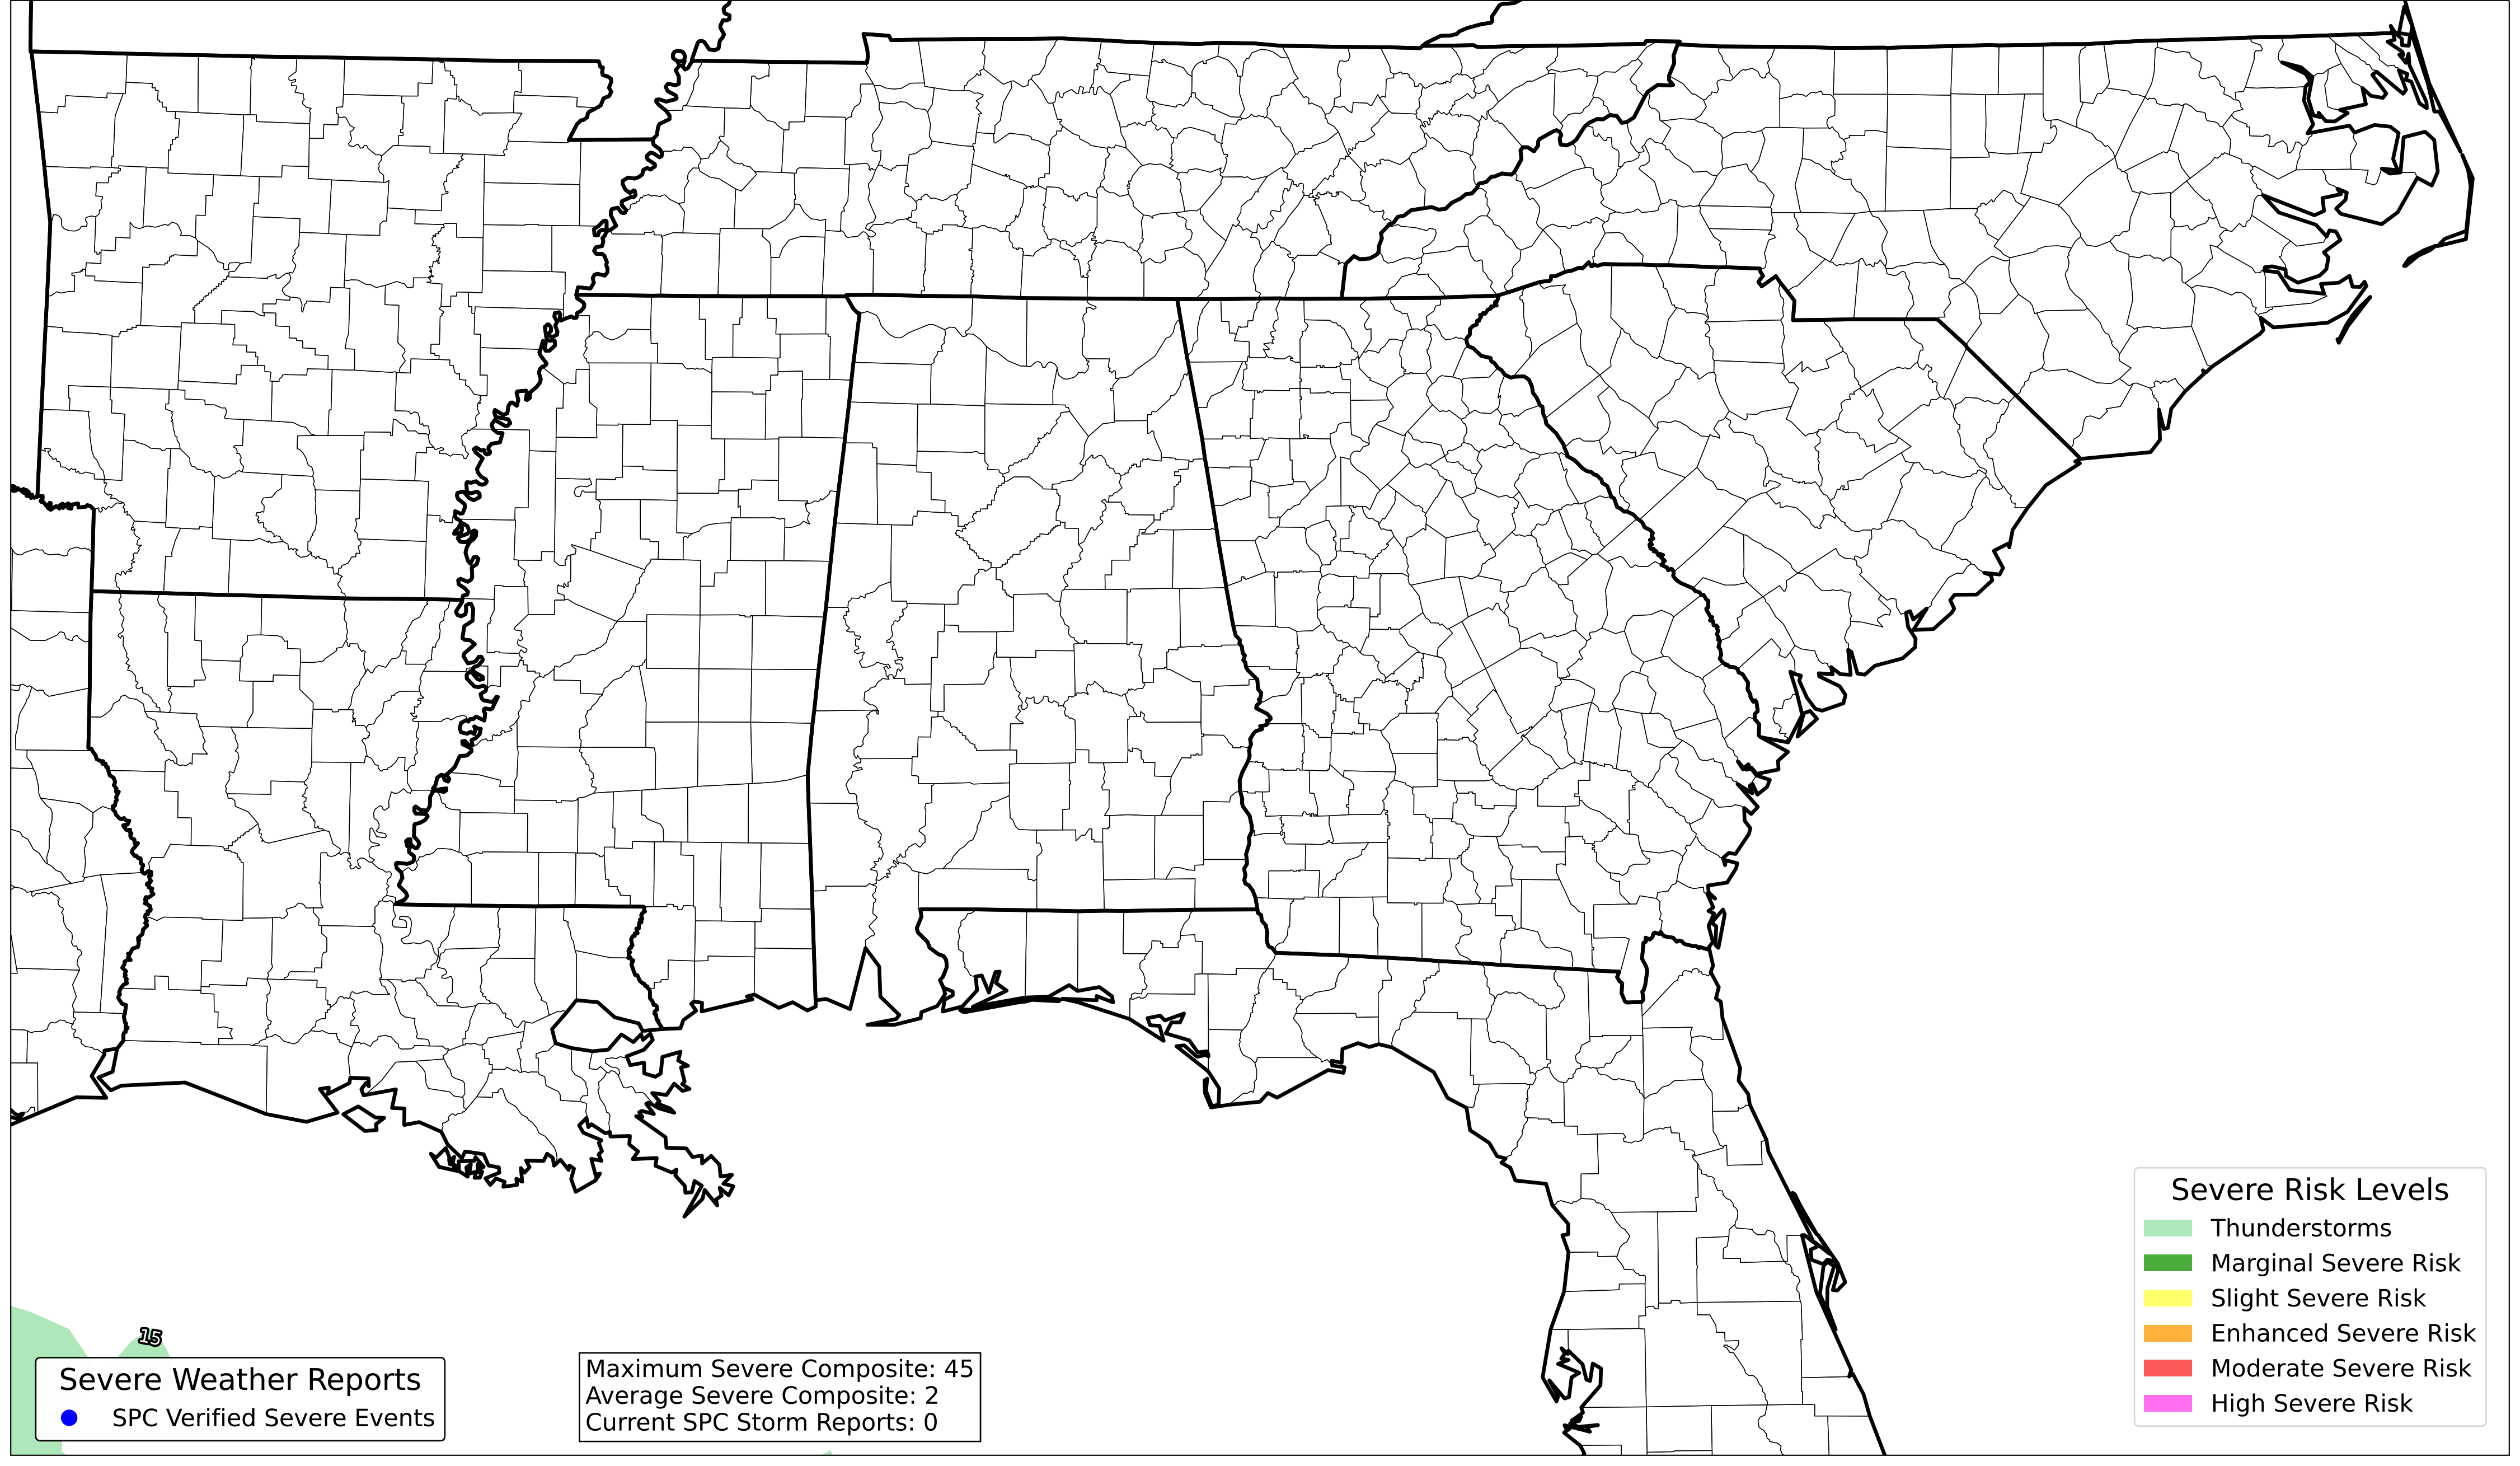 15
Severe Weather Reports
SPC Verified Severe Events
Maximum Severe Composite: 45
Average Severe Composite: 2
Current SPC Storm Reports: 0
Severe Risk Levels
Thunderstorms
Marginal Severe Risk
Slight Severe Risk
Enhanced Severe Risk
Moderate Severe Risk
High Severe Risk